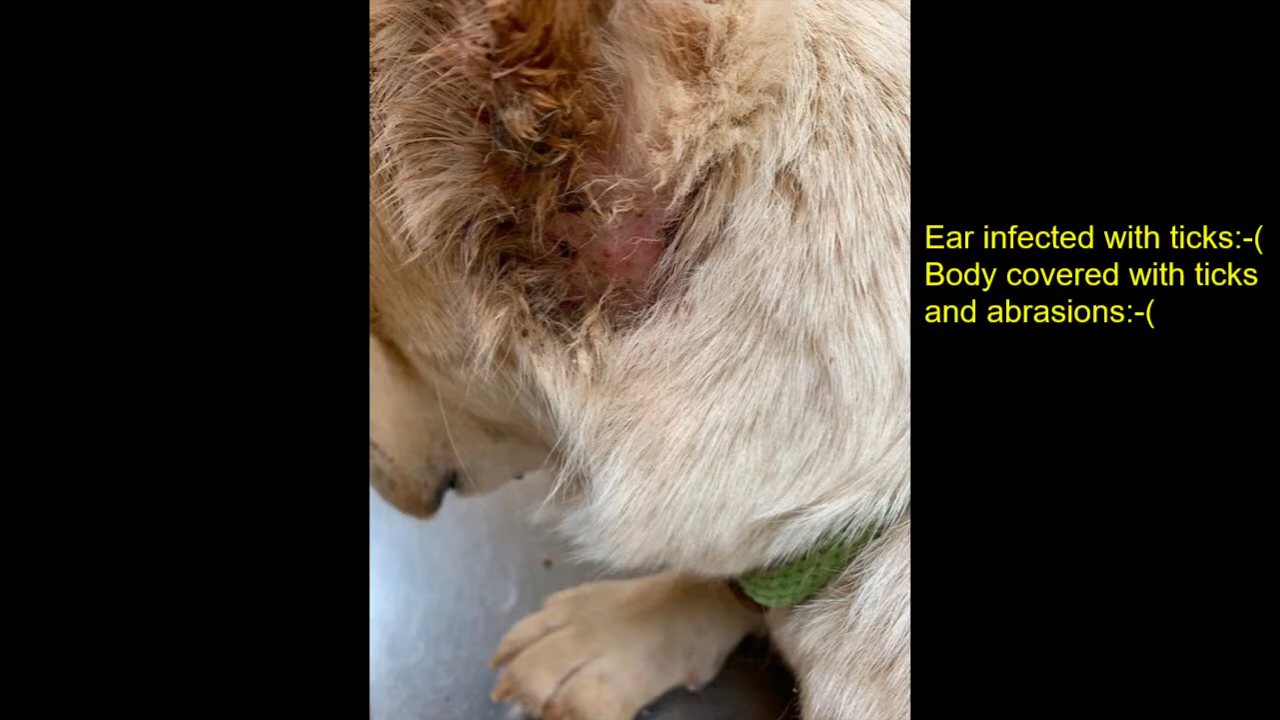 Ear infected with ticks:-(
Body covered with ticks
and abrasions:-(